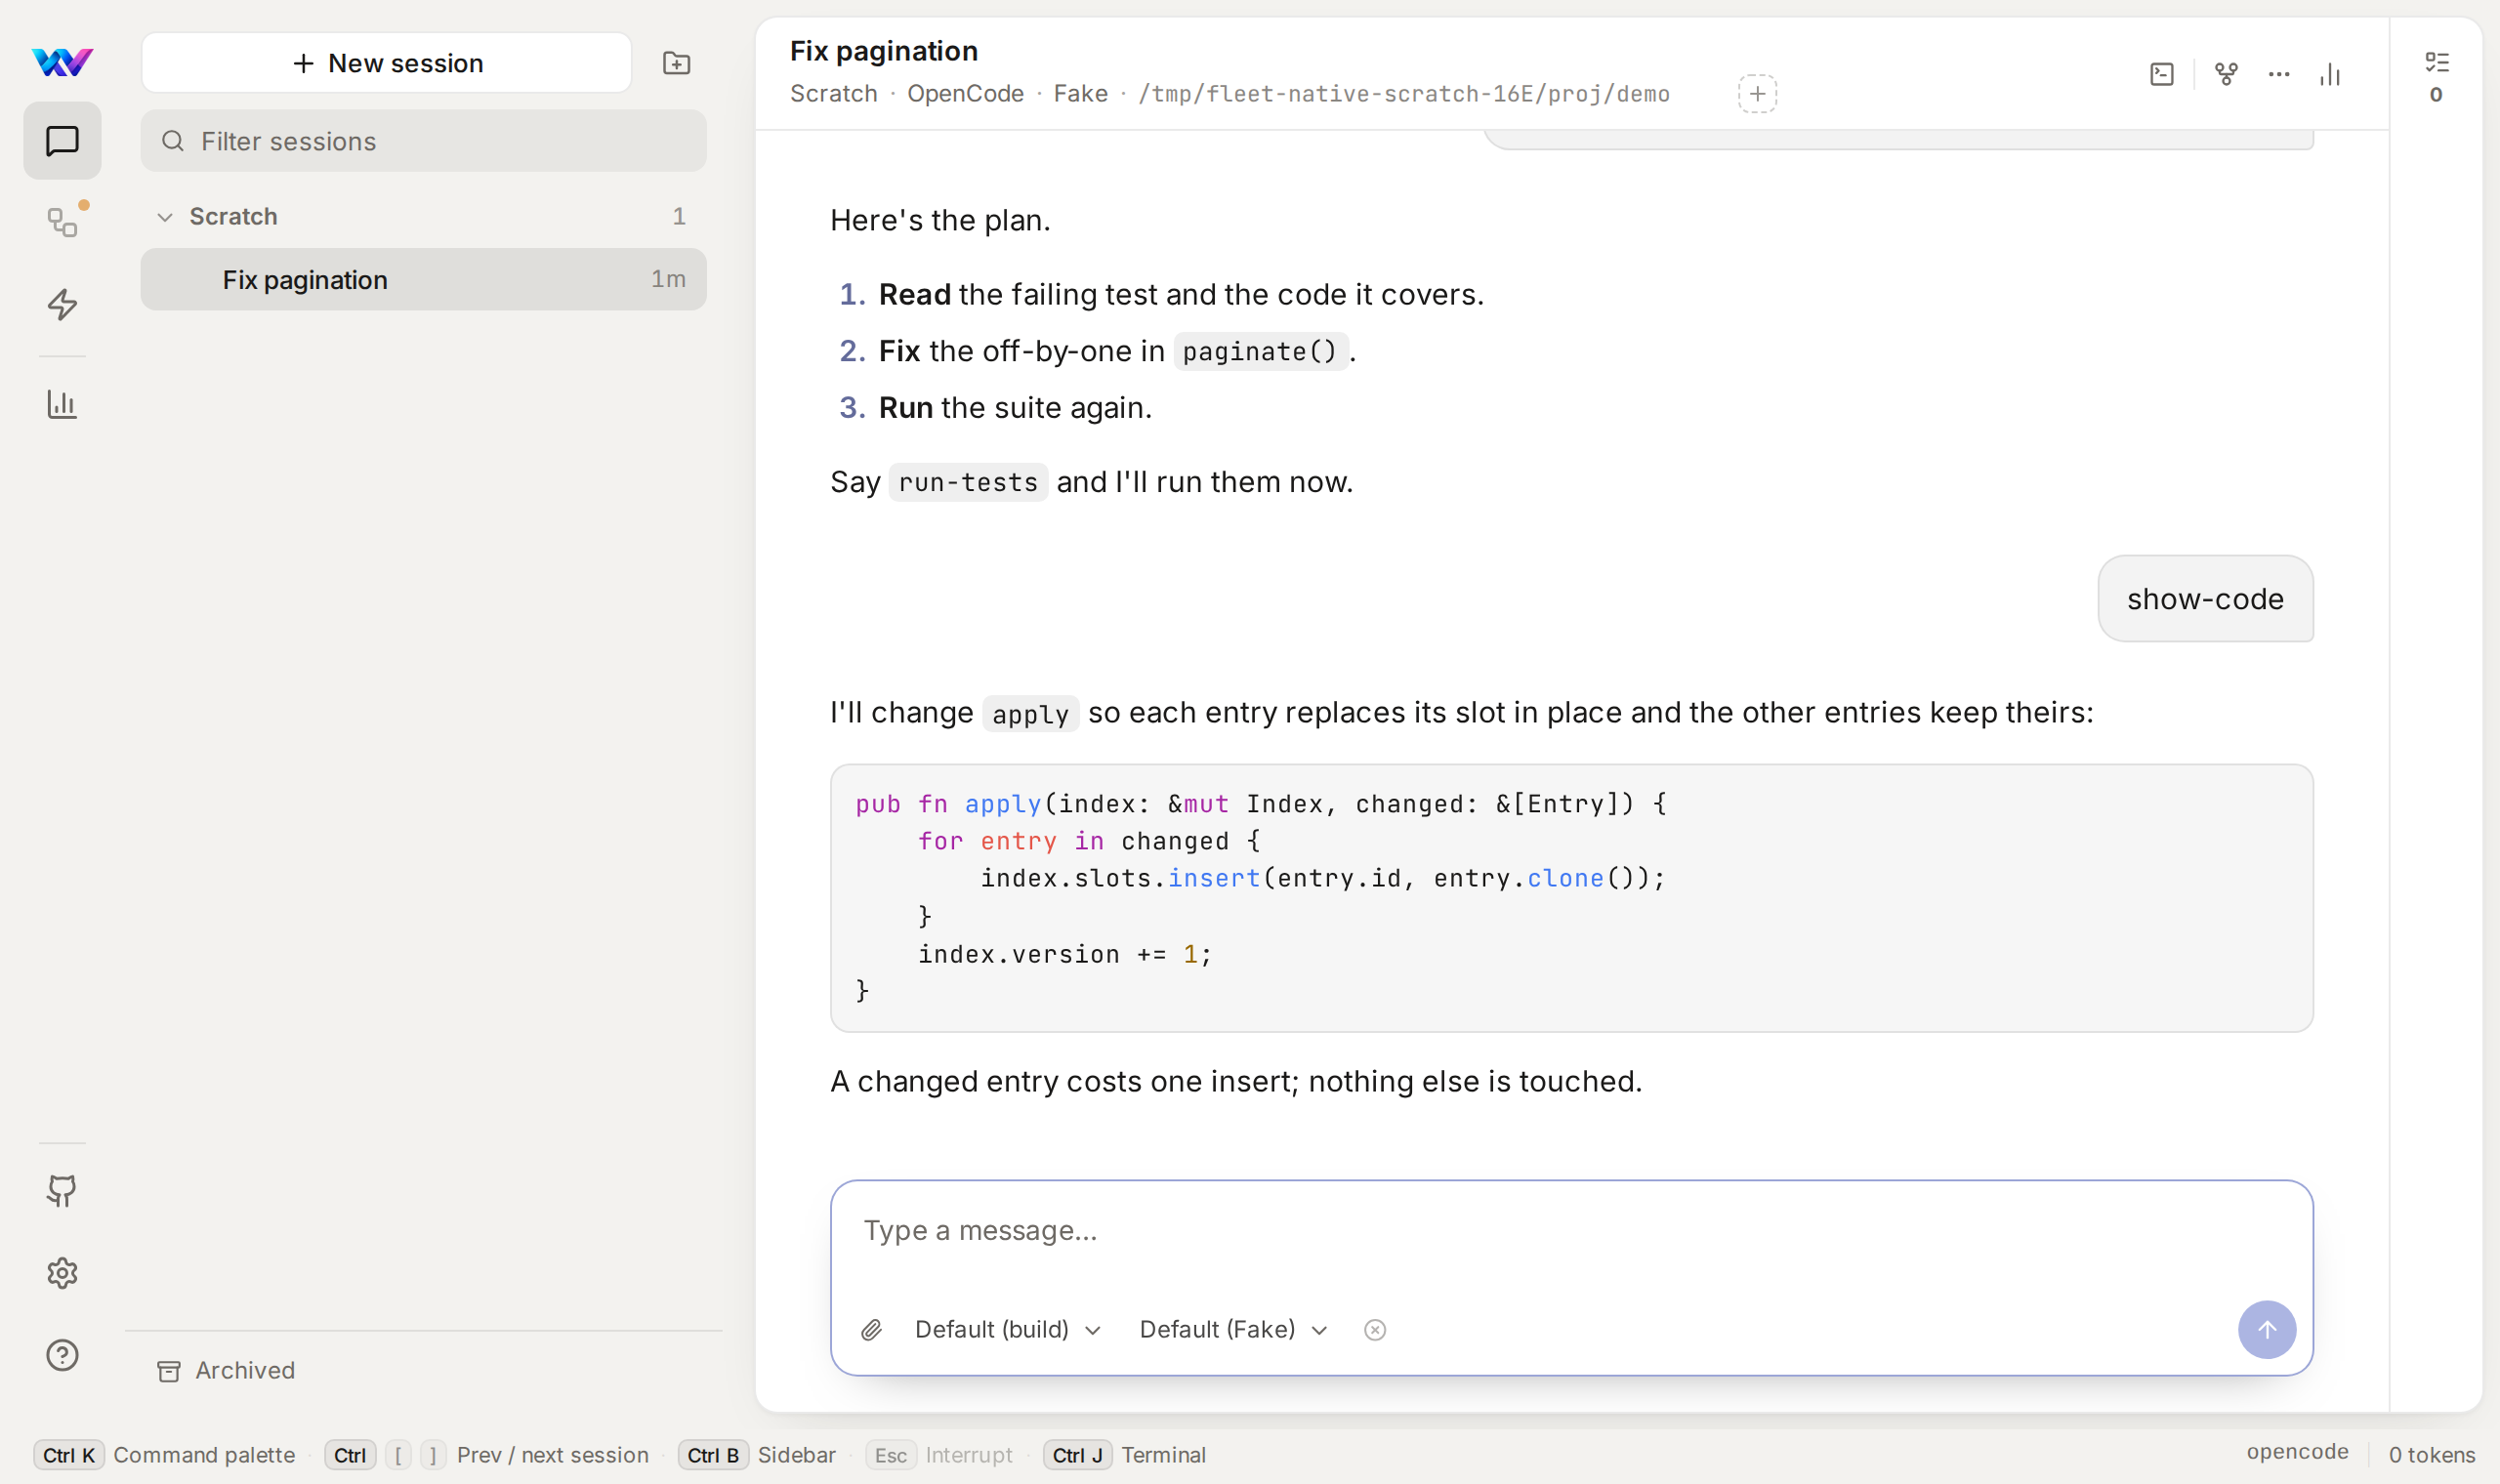 New session
Filter sessions
Scratch 1
Fix pagination 1m
Archived
Fix pagination
Scratch · OpenCode · Fake · /tmp/fleet-native-scratch-16E/proj/demo
0
Here's the plan.
1. Read the failing test and the code it covers.
2. Fix the off-by-one in paginate().
3. Run the suite again.
Say run-tests and I'll run them now.
show-code
I'll change apply so each entry replaces its slot in place and the other entries keep theirs:
pub fn apply(index: &mut Index, changed: &[Entry]) {
    for entry in changed {
        index.slots.insert(entry.id, entry.clone());
    }
    index.version += 1;
}
A changed entry costs one insert; nothing else is touched.
Type a message...
Default (build) Default (Fake)
Ctrl K Command palette · Ctrl [ ] Prev / next session · Ctrl B Sidebar · Esc Interrupt · Ctrl J Terminal
opencode 0 tokens